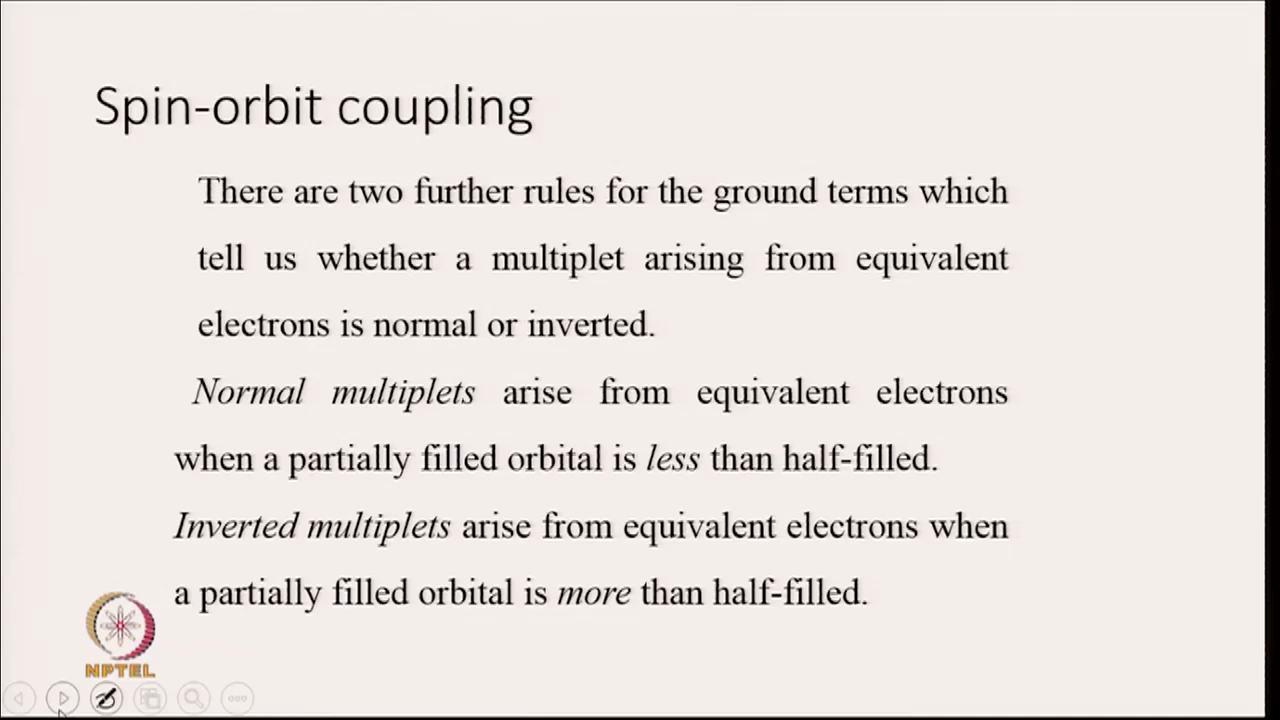 Spin-orbit coupling
There are two further rules for the ground terms which
tell us whether a multiplet arising from equivalent
electrons is normal or inverted.
Normal multiplets arise from equivalent electrons
when a partially filled orbital is less than half-filled.
Inverted multiplets arise from equivalent electrons when
a partially filled orbital is more than half-filled.
NPTEL